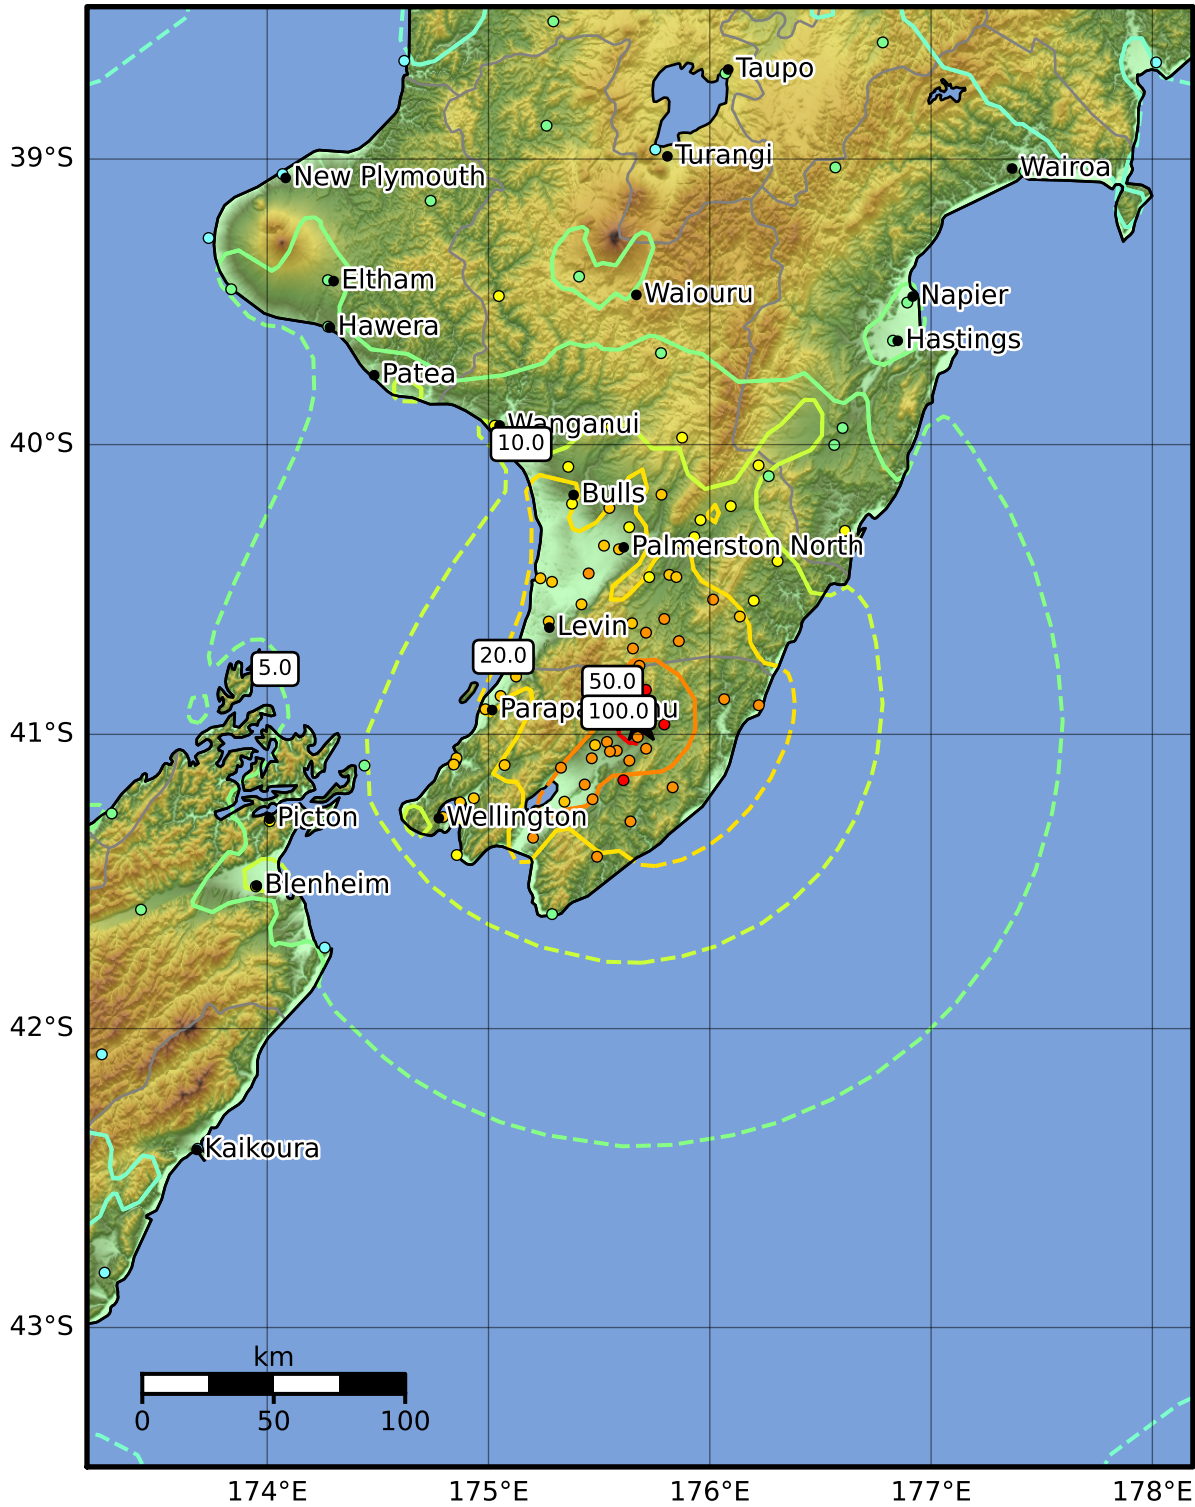 Taupo
Turangi
39°S
Wairoa
New Plymouth
Eltham
Waiouru
Napier
Hawera
Hastings
Patea
Wanganui
40°S
10.0
Bulls
Palmerston North
Levin
20.0
5.0
50.0
100.0
41°S
Picton
Wellington
Blenheim
42°S
Kaikoura
43°S
km
0 50 100
174°E 175°E 176°E 177°E 178°E